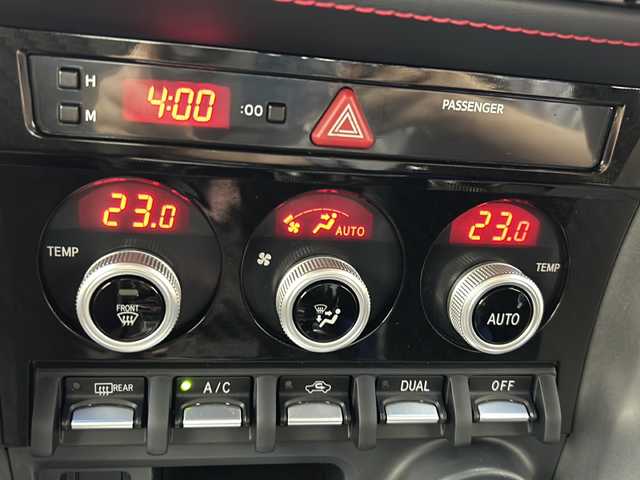 H
4:00 :00 PASSENGER
M
23.0 AUTO 23.0
TEMP TEMP
FRONT AUTO
REAR A/C DUAL OFF